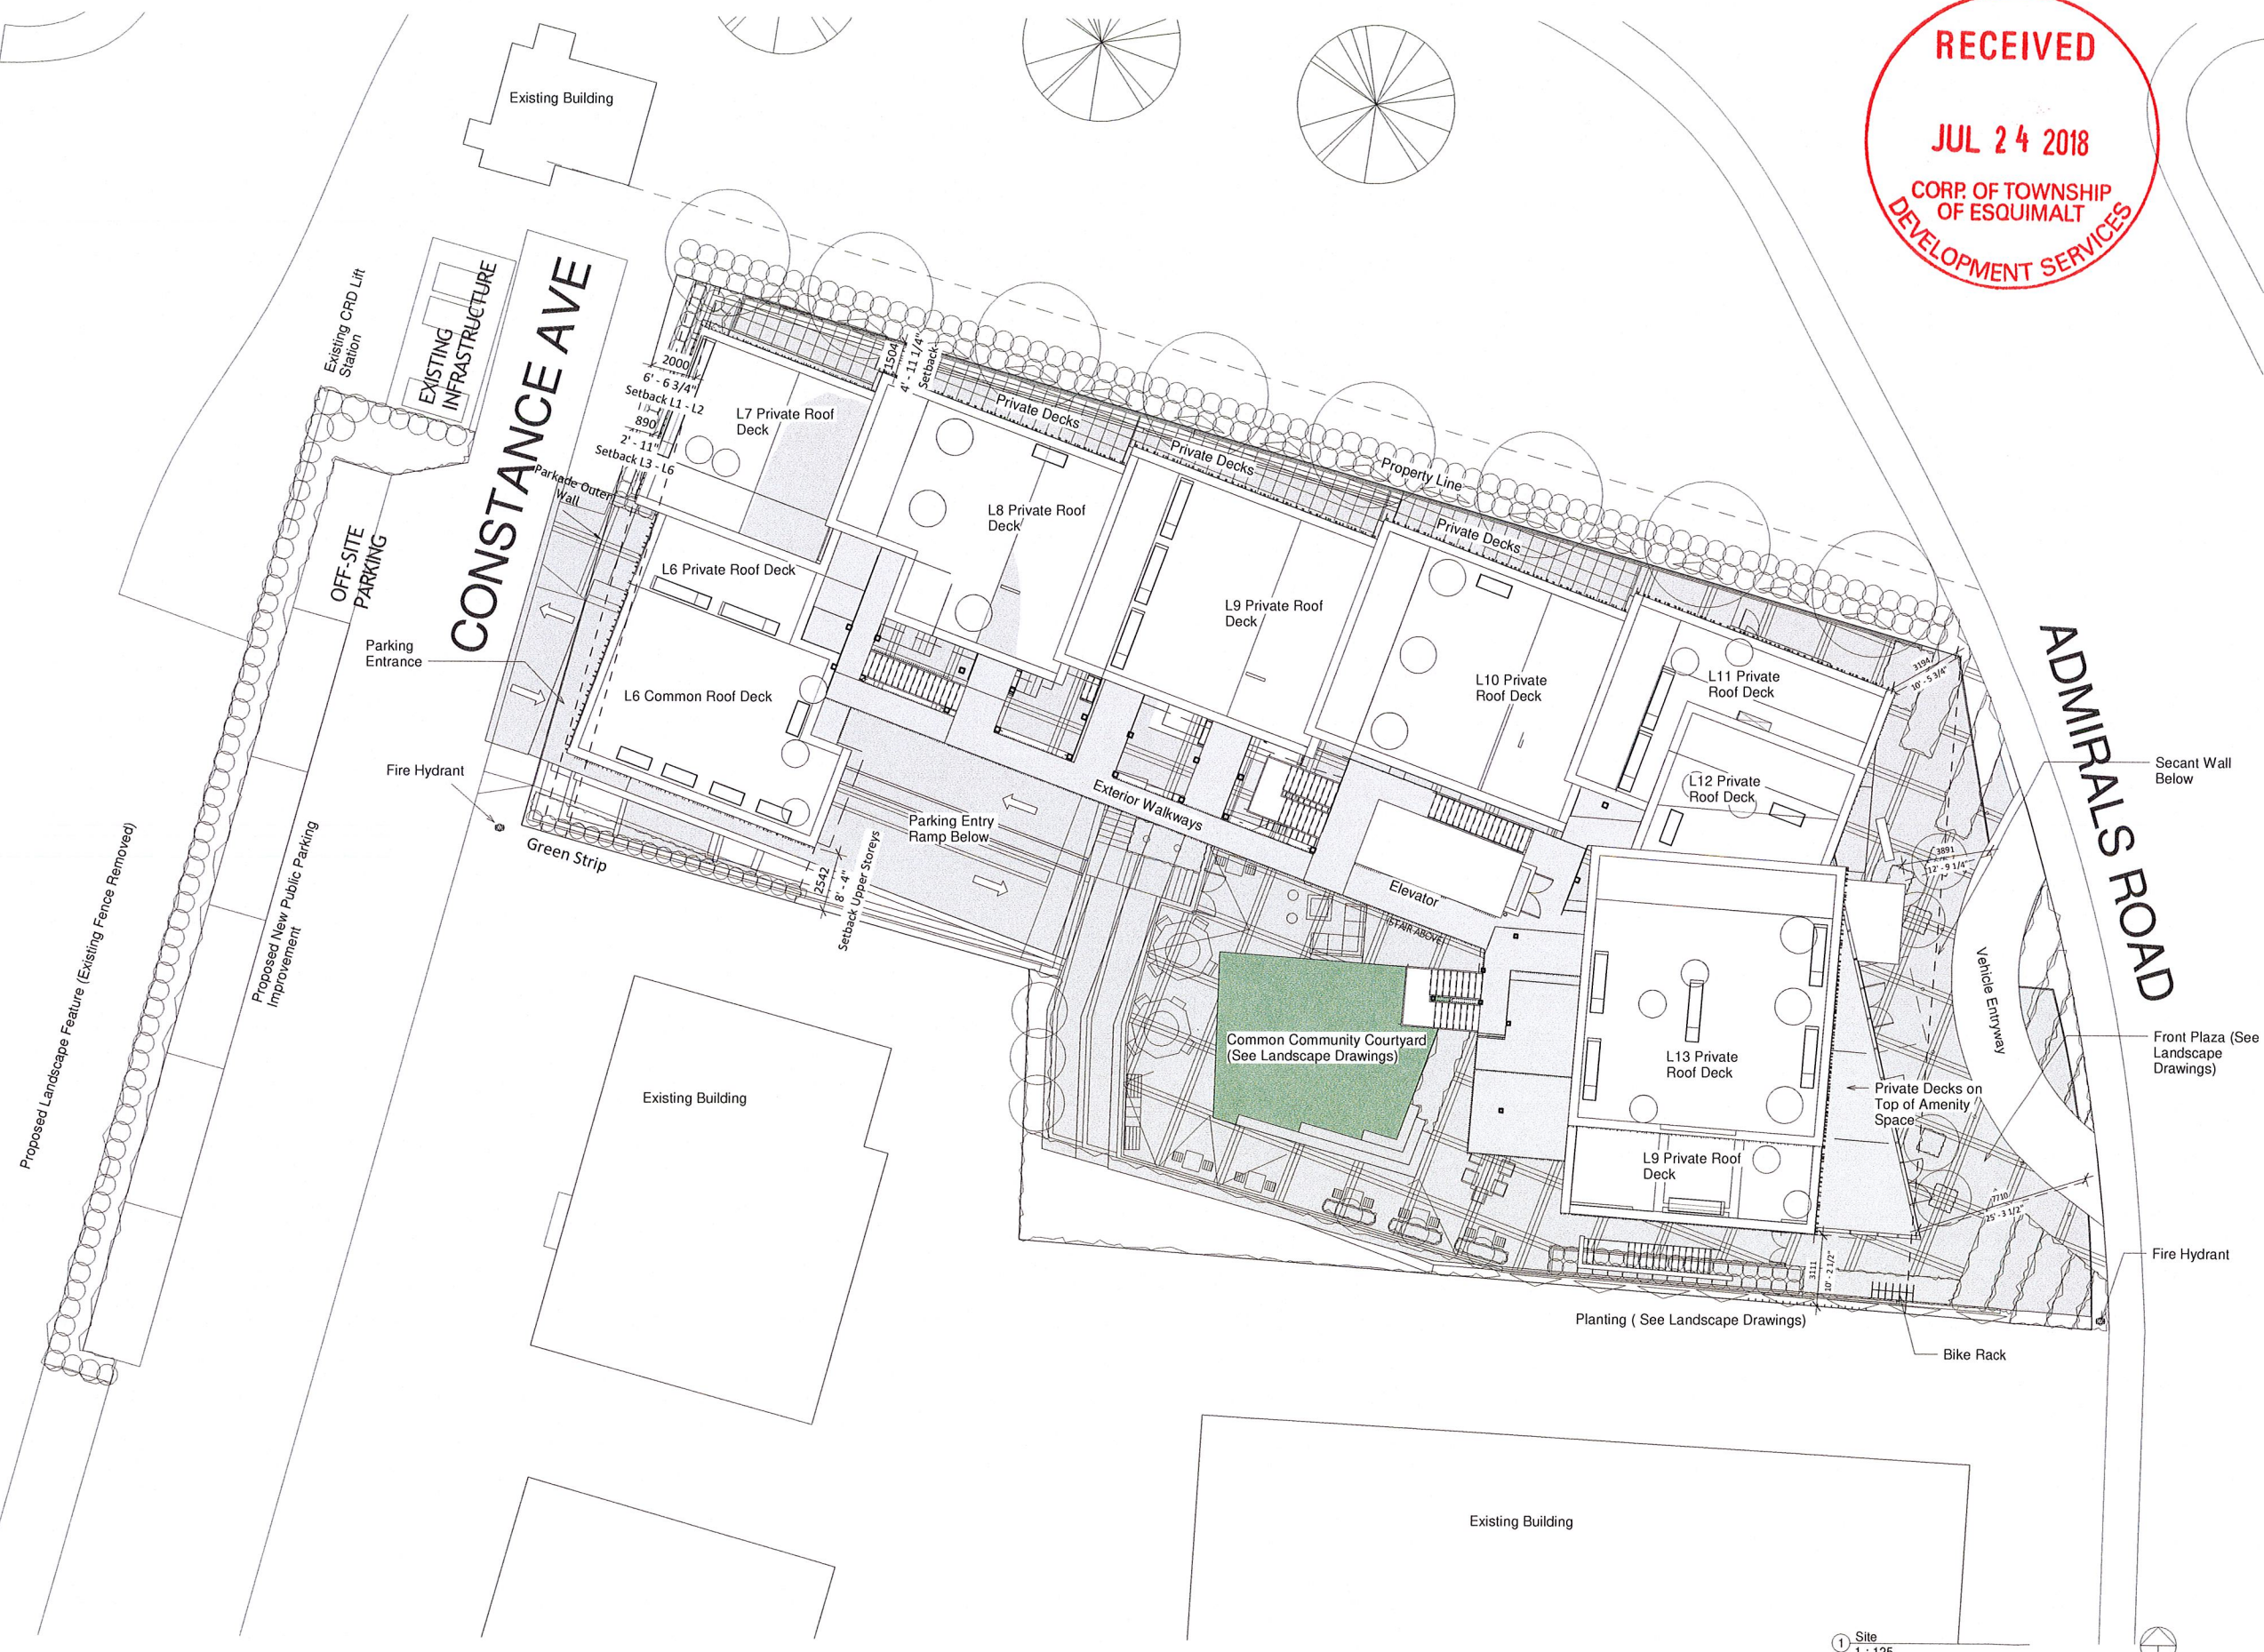 RECEIVED
JUL 24 2018
CORP. OF TOWNSHIP
OF ESQUIMALT
DEVELOPMENT SERVICES
Existing Building
Existing CRD Lift
Station
EXISTING
INFRASTRUCTURE
CONSTANCE AVE
OFF-SITE
PARKING
2000
6' - 6 3/4"
Setback L1 - L2
890
2' - 11"
Setback L3 - L6
Parkade Outer
Wall
1504
4' - 11 1/4"
Setback
L7 Private Roof
Deck
Private Decks
Private Decks
Property Line
Private Decks
L8 Private Roof
Deck
L6 Private Roof Deck
L9 Private Roof
Deck
L10 Private
Roof Deck
L11 Private
Roof Deck
L12 Private
Roof Deck
3194
10' - 5 3/4"
ADMIRALS ROAD
Parking
Entrance
L6 Common Roof Deck
Fire Hydrant
Secant Wall
Below
Exterior Walkways
Parking Entry
Ramp Below
Green Strip
2542
8' - 4"
Setback Upper Storeys
Elevator
STAIR ABOVE
3891
12' - 9 1/4"
Vehicle Entryway
Proposed Landscape Feature (Existing Fence Removed)
Proposed New Public Parking
Improvement
Common Community Courtyard
(See Landscape Drawings)
L13 Private
Roof Deck
Front Plaza (See
Landscape
Drawings)
Private Decks on
Top of Amenity
Space
Existing Building
L9 Private Roof
Deck
7710
25' - 3 1/2"
3111
10' - 2 1/2"
Fire Hydrant
Planting ( See Landscape Drawings)
Bike Rack
Existing Building
1
Site
1 : 125